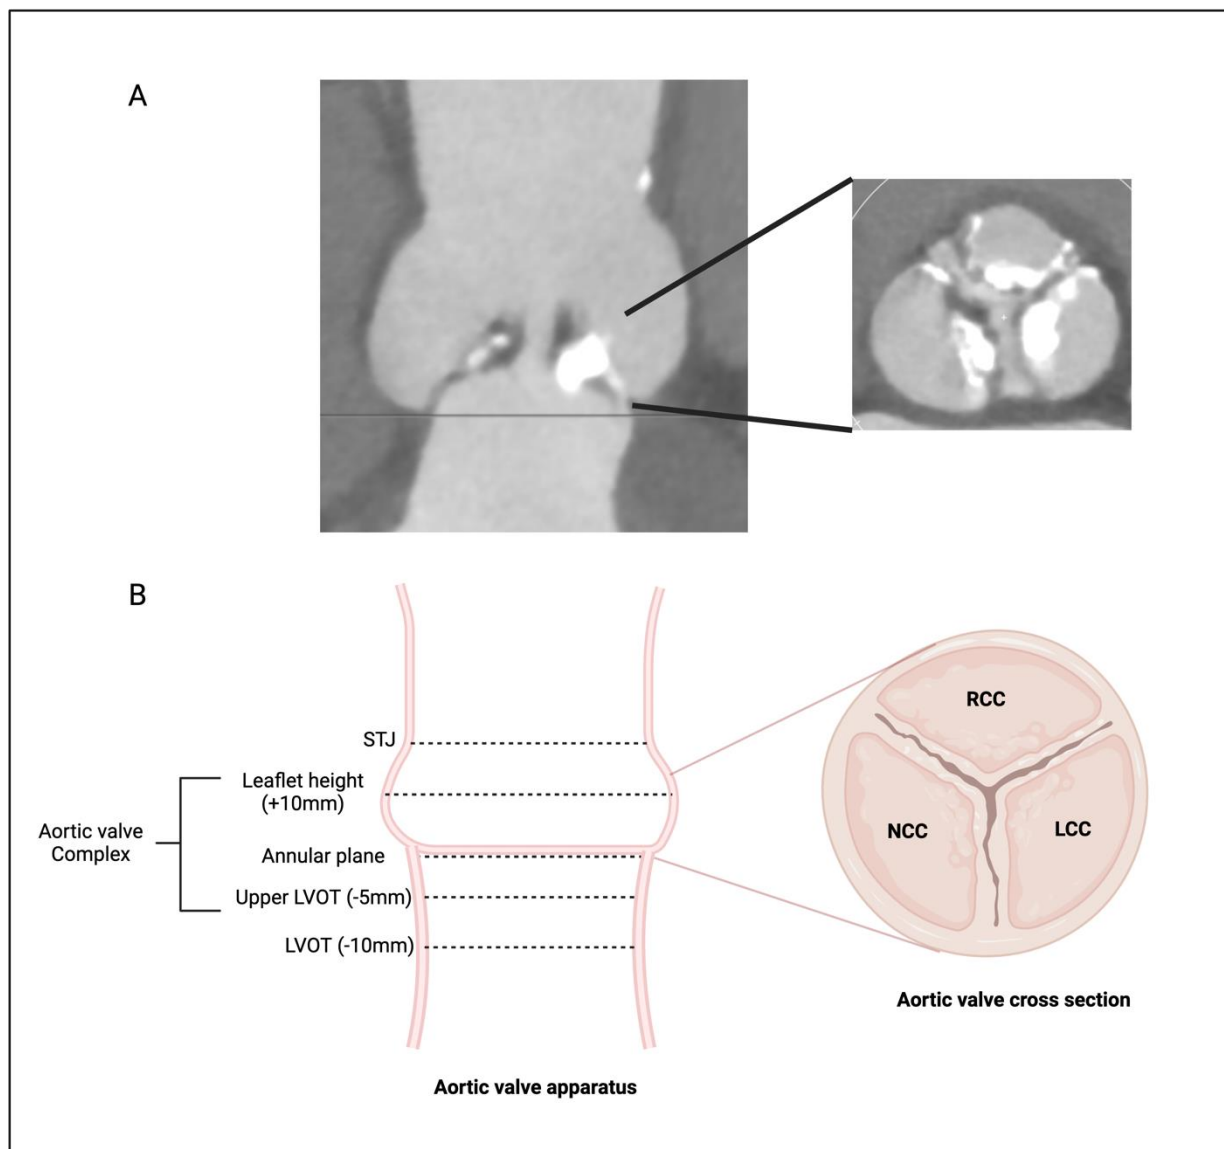 A
B
STJ
Leaflet height
(+10mm)
Aortic valve
Complex
Annular plane
Upper LVOT (-5mm)
LVOT (-10mm)
Aortic valve apparatus
RCC
NCC
LCC
Aortic valve cross section